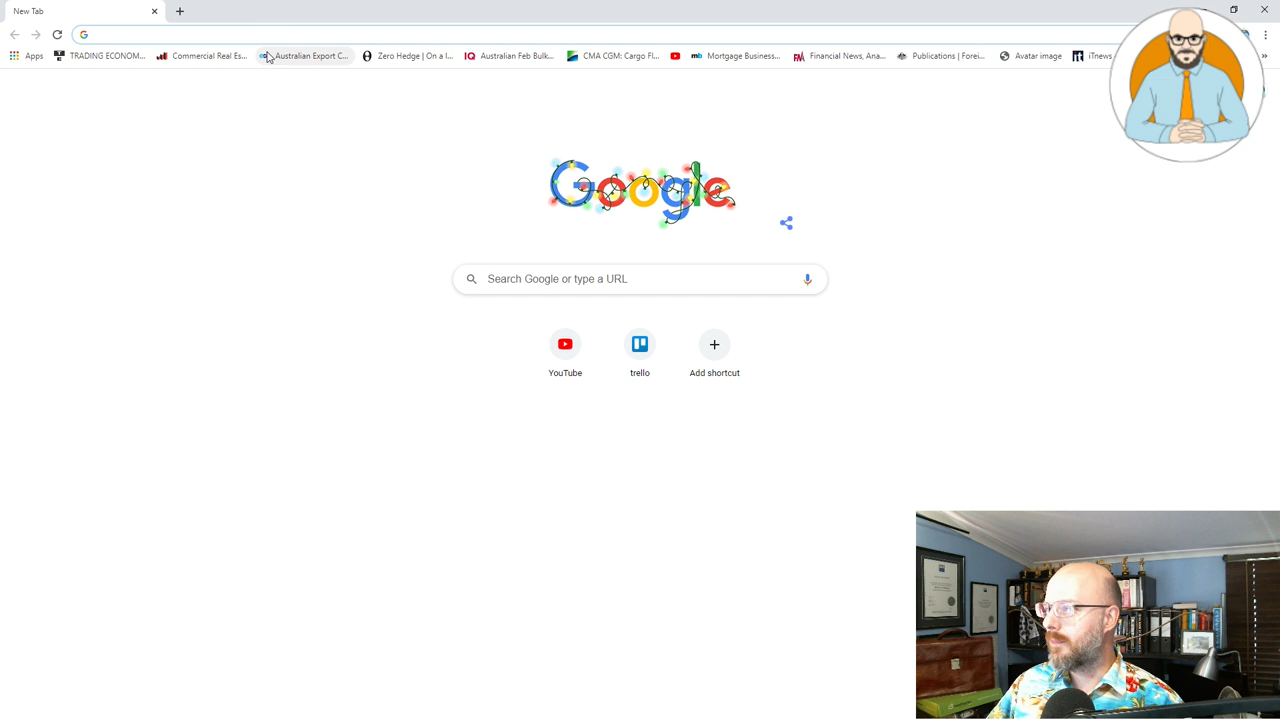 New Tab
Apps
TRADING ECONOM...
Commercial Real Es...
Australian Export C...
Zero Hedge | On a l...
Australian Feb Bulk...
CMA CGM: Cargo Fl...
Mortgage Business...
Financial News, Ana...
Publications | Forei...
Avatar image
iTnews
Google
Search Google or type a URL
YouTube
trello
Add shortcut